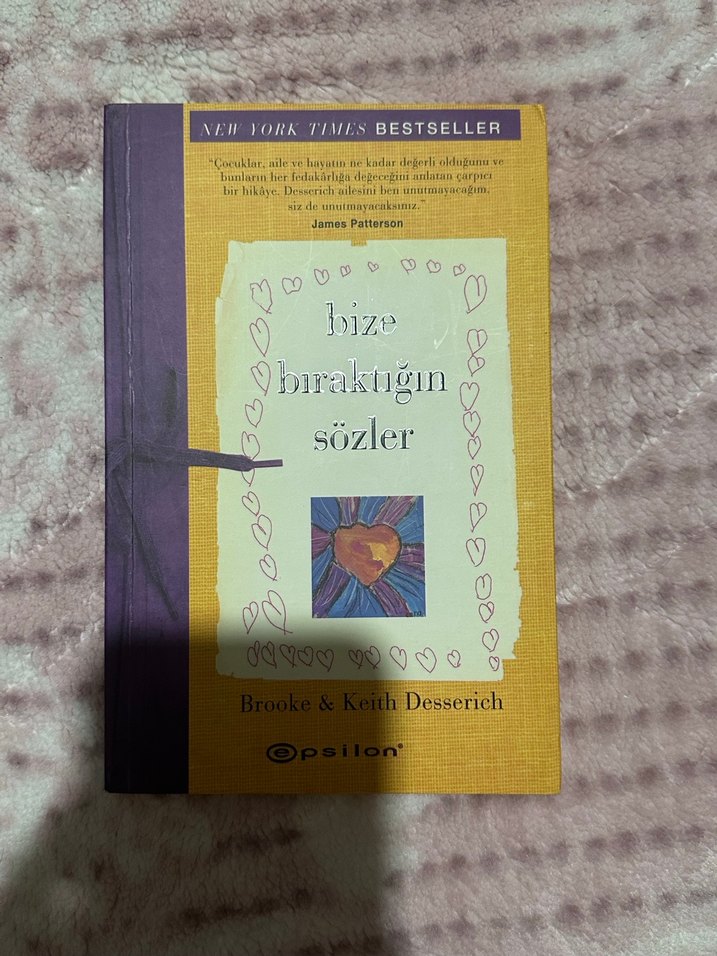 NEW YORK TIMES BESTSELLER
"Çocuklar, aile ve hayatın ne kadar değerli olduğunu ve
bunların her fedakârlığa değeceğini anlatan çarpıcı
bir hikâye. Desserich ailesini ben unutmayacağım,
siz de unutmayacaksınız."
James Patterson
bize
bıraktığın
sözler
Brooke & Keith Desserich
epsilon®